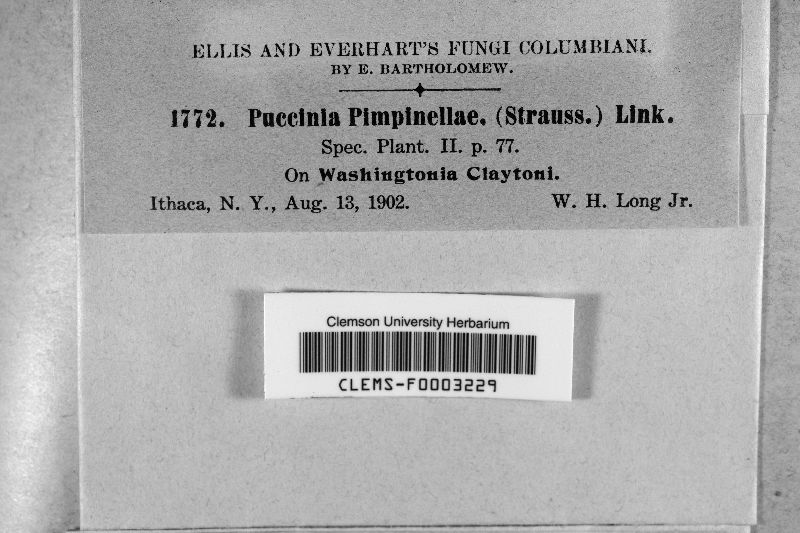 ELLIS AND EVERHART'S FUNGI COLUMBIANI.
BY E. BARTHOLOMEW.
1772. Puccinia Pimpinellae. (Strauss.) Link.
Spec. Plant. II. p. 77.
On Washingtonia Claytoni.
Ithaca, N. Y., Aug. 13, 1902. W. H. Long Jr.
Clemson University Herbarium
CLEMS-F0003229